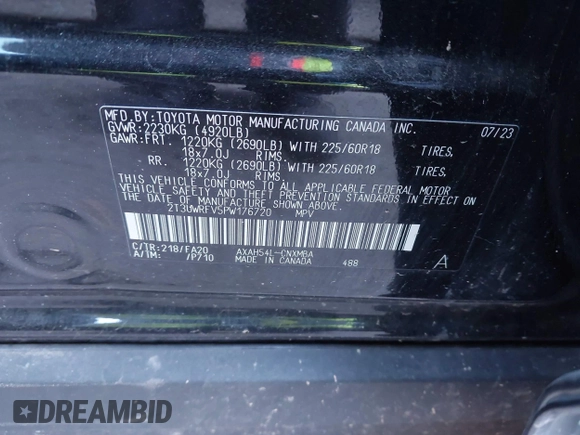 MFD.BY:TOYOTA MOTOR MANUFACTURING CANADA INC. 07/23
GVWR:2230KG (4920LB)
GAWR:FRT. 1220KG (2690LB) WITH 225/60R18 TIRES,
18x7.0J RIMS.
RR. 1220KG (2690LB) WITH 225/60R18 TIRES,
18x7.0J RIMS.
THIS VEHICLE CONFORMS TO ALL APPLICABLE FEDERAL MOTOR
VEHICLE SAFETY AND THEFT PREVENTION STANDARDS IN EFFECT ON
THE DATE OF MANUFACTURE SHOWN ABOVE.
2T3UWRFV5PW176720 MPV
C/TR:218/FA20 AXAH54L-CNXMBA
A/TM: /P710 MADE IN CANADA 488 A
DREAMBID